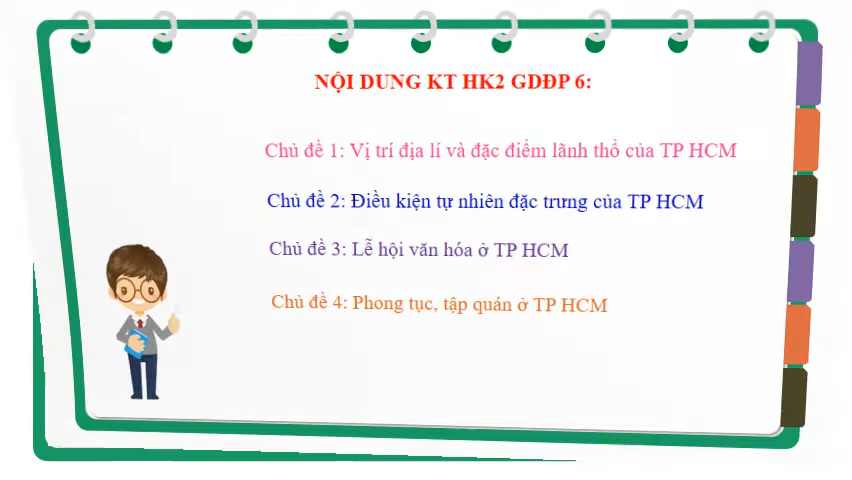 NỘI DUNG KT HK2 GDĐP 6:
Chủ đề 1: Vị trí địa lí và đặc điểm lãnh thổ của TP HCM
Chủ đề 2: Điều kiện tự nhiên đặc trưng của TP HCM
Chủ đề 3: Lễ hội văn hóa ở TP HCM
Chủ đề 4: Phong tục, tập quán ở TP HCM